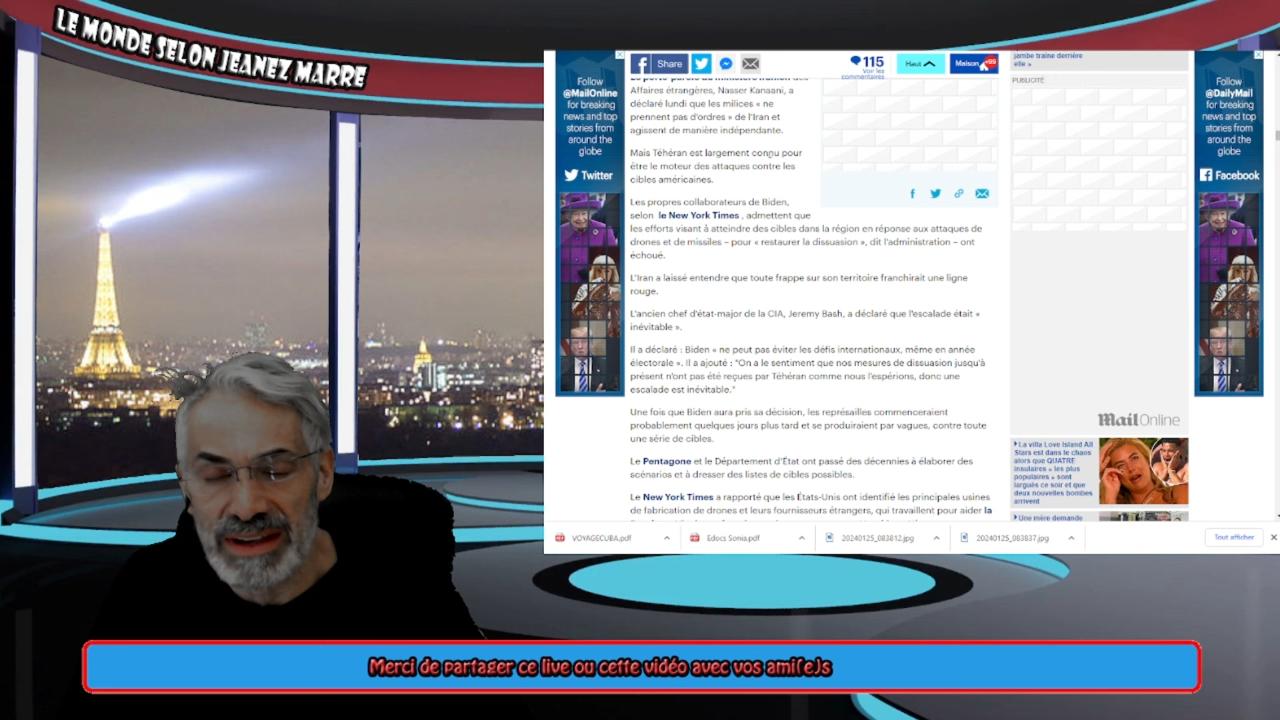 LE MONDE SELON JEANEZ MARRE
Share
115
Voir les
commentaires
Haut
Maison
+99
jambe traîne derrière
elle »
PUBLICITÉ
Follow
@MailOnline
for breaking
news and top
stories from
around the
globe
Twitter
Affaires étrangères, Nasser Kanaani, a
déclaré lundi que les milices « ne
prennent pas d'ordres » de l'Iran et
agissent de manière indépendante.
Mais Téhéran est largement conçu pour
être le moteur des attaques contre les
cibles américaines.
Les propres collaborateurs de Biden,
selon le New York Times , admettent que
les efforts visant à atteindre des cibles dans la région en réponse aux attaques de
drones et de missiles – pour « restaurer la dissuasion », dit l'administration – ont
échoué.
L'Iran a laissé entendre que toute frappe sur son territoire franchirait une ligne
rouge.
L'ancien chef d'état-major de la CIA, Jeremy Bash, a déclaré que l'escalade était «
inévitable ».
Il a déclaré : Biden « ne peut pas éviter les défis internationaux, même en année
électorale ». Il a ajouté : "On a le sentiment que nos mesures de dissuasion jusqu'à
présent n'ont pas été reçues par Téhéran comme nous l'espérions, donc une
escalade est inévitable."
Une fois que Biden aura pris sa décision, les représailles commenceraient
probablement quelques jours plus tard et se produiraient par vagues, contre toute
une série de cibles.
Le Pentagone et le Département d'État ont passé des décennies à élaborer des
scénarios et à dresser des listes de cibles possibles.
Le New York Times a rapporté que les États-Unis ont identifié les principales usines
de fabrication de drones et leurs fournisseurs étrangers, qui travaillent pour aider la
Follow
@DailyMail
for breaking
news and top
stories from
around the
globe
Facebook
MailOnline
La villa Love Island All
Stars est dans le chaos
alors que QUATRE
insulaires « les plus
populaires » sont
largués ce soir et que
deux nouvelles bombes
arrivent
Une mère demande
VOYAGECUBA.pdf
Edocs Sonia.pdf
20240125_083812.jpg
20240125_083837.jpg
Tout afficher
Merci de partager ce live ou cette vidéo avec vos ami(e)s